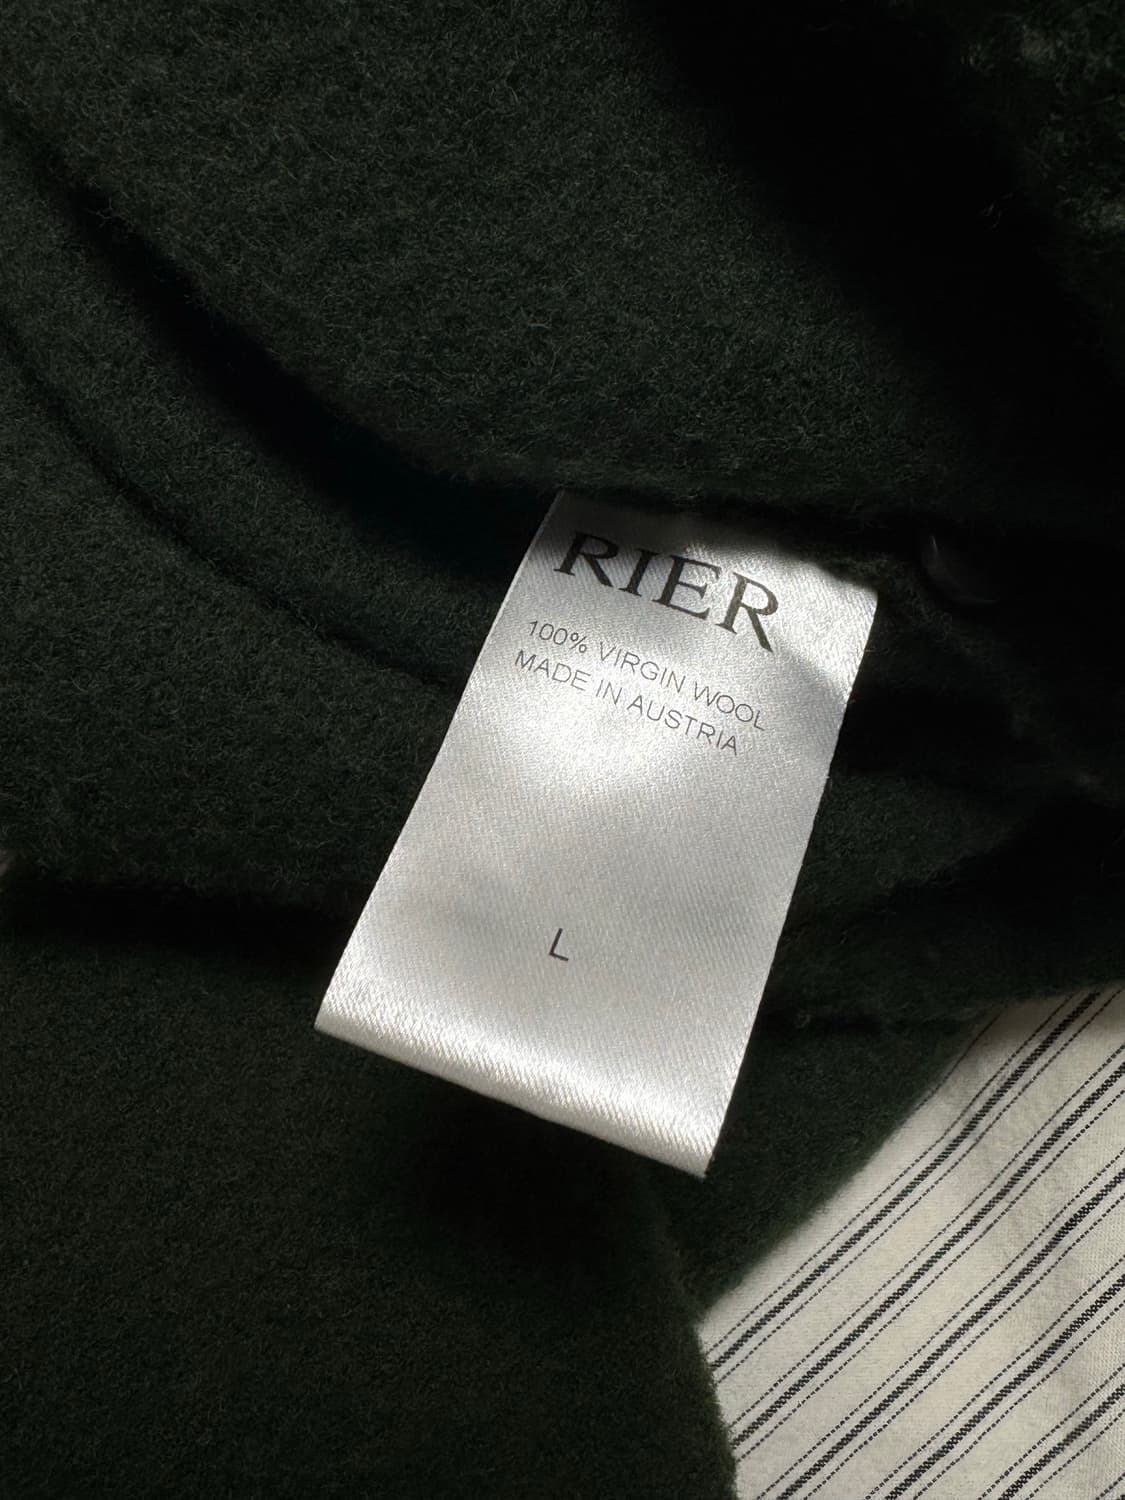 RIER
100% VIRGIN WOOL
MADE IN AUSTRIA
L